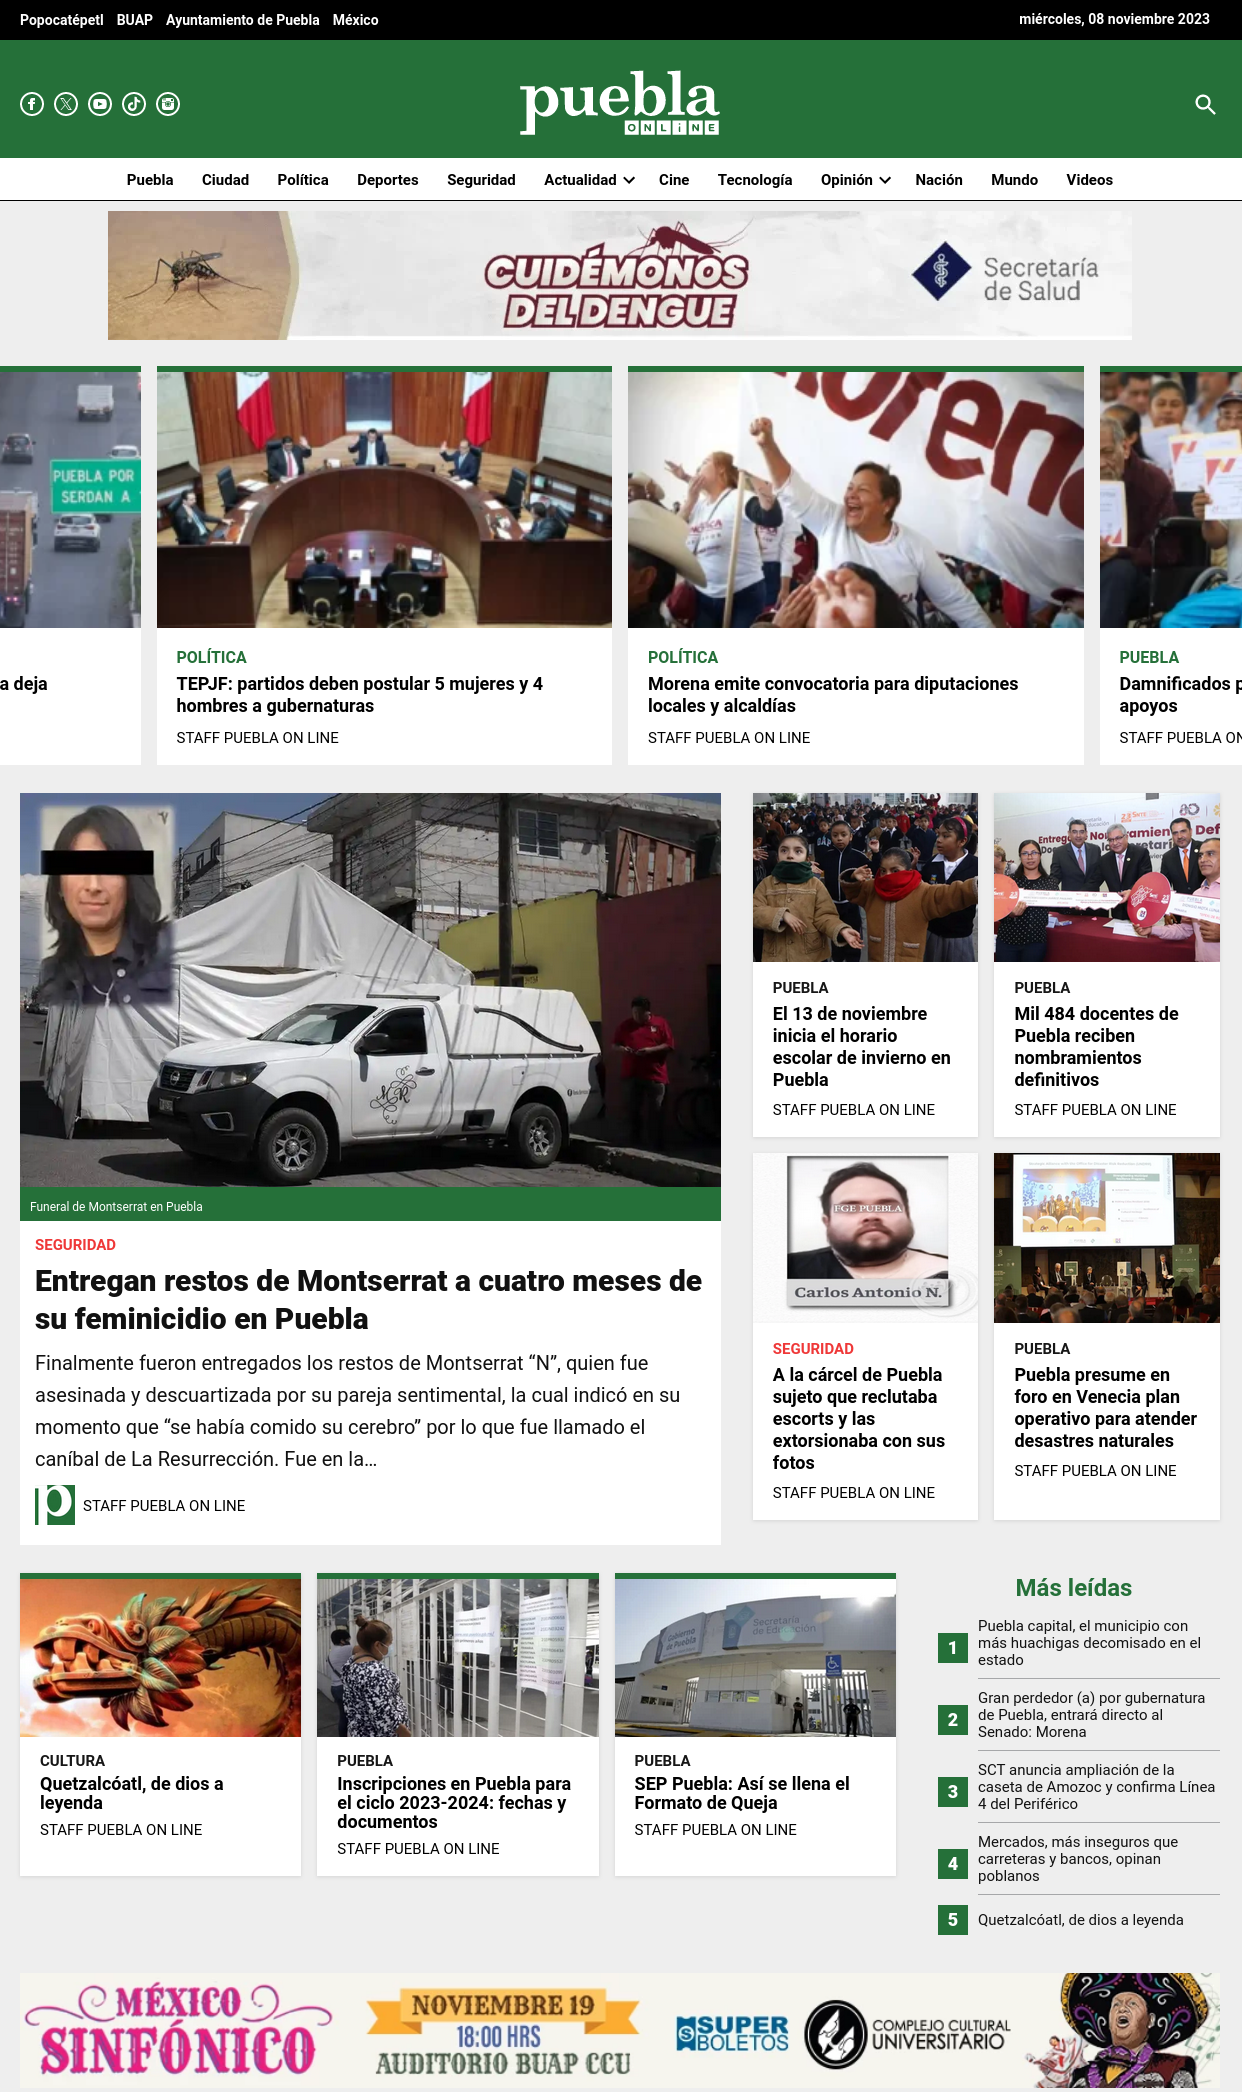 Popocatépetl BUAP Ayuntamiento de Puebla México
miércoles, 08 noviembre 2023
puebla
ONLINE
Puebla Ciudad Política Deportes Seguridad Actualidad Cine Tecnología Opinión Nación Mundo Videos
CUIDÉMONOS
DEL DENGUE
Secretaría
de Salud
PUEBLA POR
SERDAN A
a deja
morena
POLÍTICA
TEPJF: partidos deben postular 5 mujeres y 4
hombres a gubernaturas
STAFF PUEBLA ON LINE
POLÍTICA
Morena emite convocatoria para diputaciones
locales y alcaldías
STAFF PUEBLA ON LINE
PUEBLA
Damnificados p
apoyos
STAFF PUEBLA ON
Funeral de Montserrat en Puebla
SEGURIDAD
Entregan restos de Montserrat a cuatro meses de
su feminicidio en Puebla
Finalmente fueron entregados los restos de Montserrat “N”, quien fue
asesinada y descuartizada por su pareja sentimental, la cual indicó en su
momento que “se había comido su cerebro” por lo que fue llamado el
caníbal de La Resurrección. Fue en la…
p
STAFF PUEBLA ON LINE
PUEBLA
El 13 de noviembre
inicia el horario
escolar de invierno en
Puebla
STAFF PUEBLA ON LINE
PUEBLA
Mil 484 docentes de
Puebla reciben
nombramientos
definitivos
STAFF PUEBLA ON LINE
FGE PUEBLA
Carlos Antonio N.
SEGURIDAD
A la cárcel de Puebla
sujeto que reclutaba
escorts y las
extorsionaba con sus
fotos
STAFF PUEBLA ON LINE
PUEBLA
Puebla presume en
foro en Venecia plan
operativo para atender
desastres naturales
STAFF PUEBLA ON LINE
CULTURA
Quetzalcóatl, de dios a
leyenda
STAFF PUEBLA ON LINE
PUEBLA
Inscripciones en Puebla para
el ciclo 2023-2024: fechas y
documentos
STAFF PUEBLA ON LINE
Gobierno
de Puebla
Secretaría
de Educación
PUEBLA
SEP Puebla: Así se llena el
Formato de Queja
STAFF PUEBLA ON LINE
Más leídas
1
Puebla capital, el municipio con
más huachigas decomisado en el
estado
2
Gran perdedor (a) por gubernatura
de Puebla, entrará directo al
Senado: Morena
3
SCT anuncia ampliación de la
caseta de Amozoc y confirma Línea
4 del Periférico
4
Mercados, más inseguros que
carreteras y bancos, opinan
poblanos
5
Quetzalcóatl, de dios a leyenda
MÉXICO
SINFÓNICO
NOVIEMBRE 19
18:00 HRS
AUDITORIO BUAP CCU
SUPER
BOLETOS
COMPLEJO CULTURAL
UNIVERSITARIO